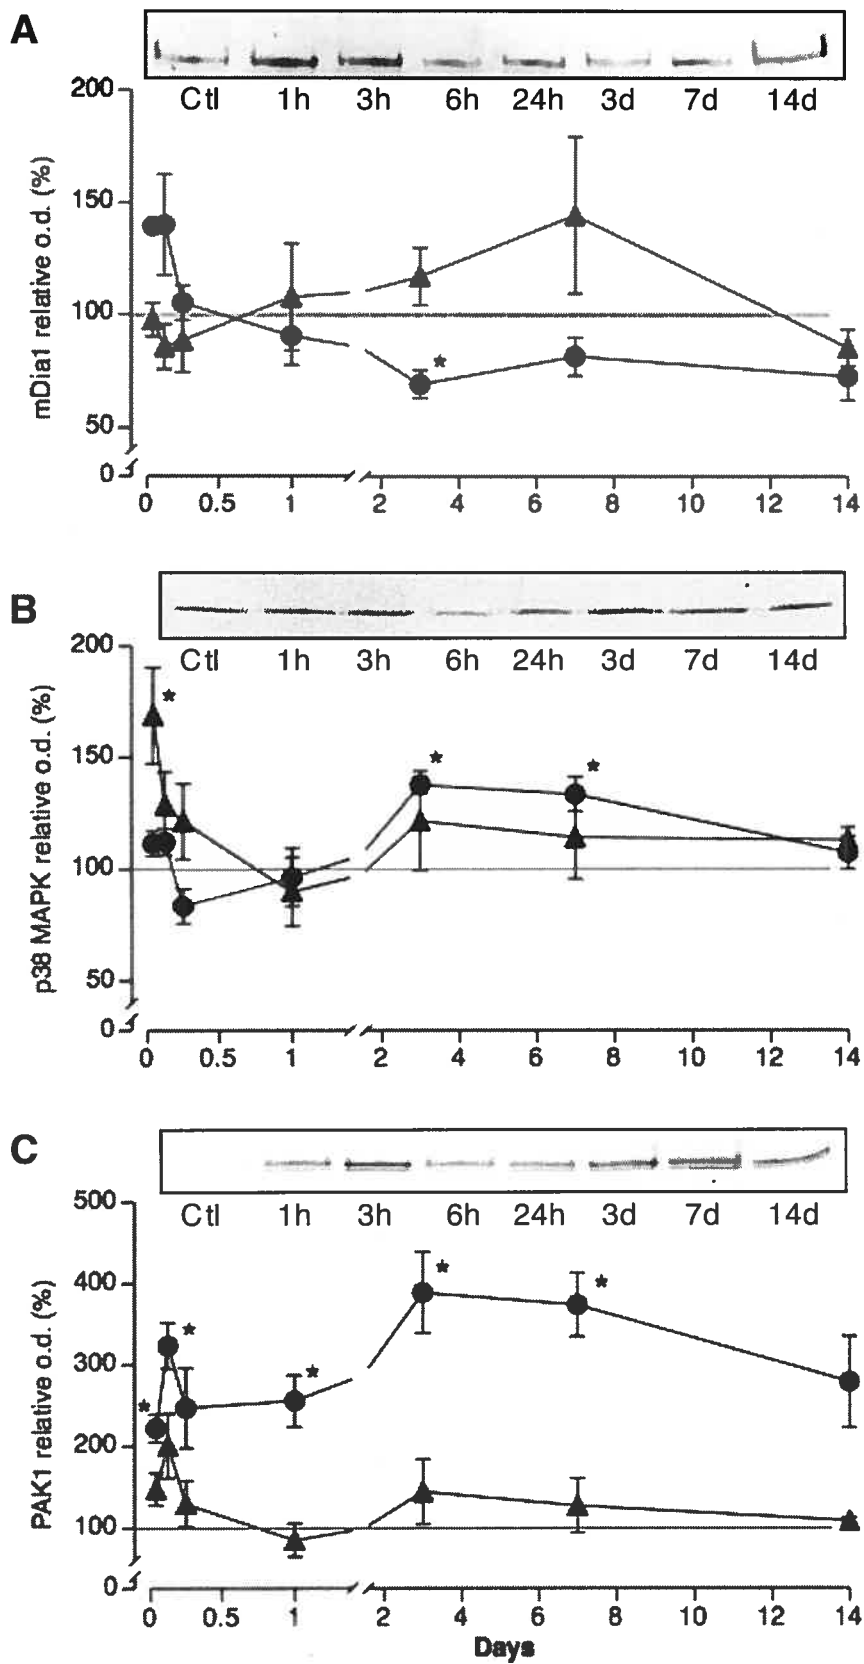 A
200
Ctl 1h 3h 6h 24h 3d 7d 14d
mDia1 relative o.d. (%)
150
100
*
50
0
0 0.5 1 2 4 6 8 10 12 14
B
200
Ctl 1h 3h 6h 24h 3d 7d 14d
p38 MAPK relative o.d. (%)
*
150
* *
100
50
0
0 0.5 1 2 4 6 8 10 12 14
C
500
Ctl 1h 3h 6h 24h 3d 7d 14d
PAK1 relative o.d. (%)
400
* *
300
* * *
200
100
0
0 0.5 1 2 4 6 8 10 12 14
Days